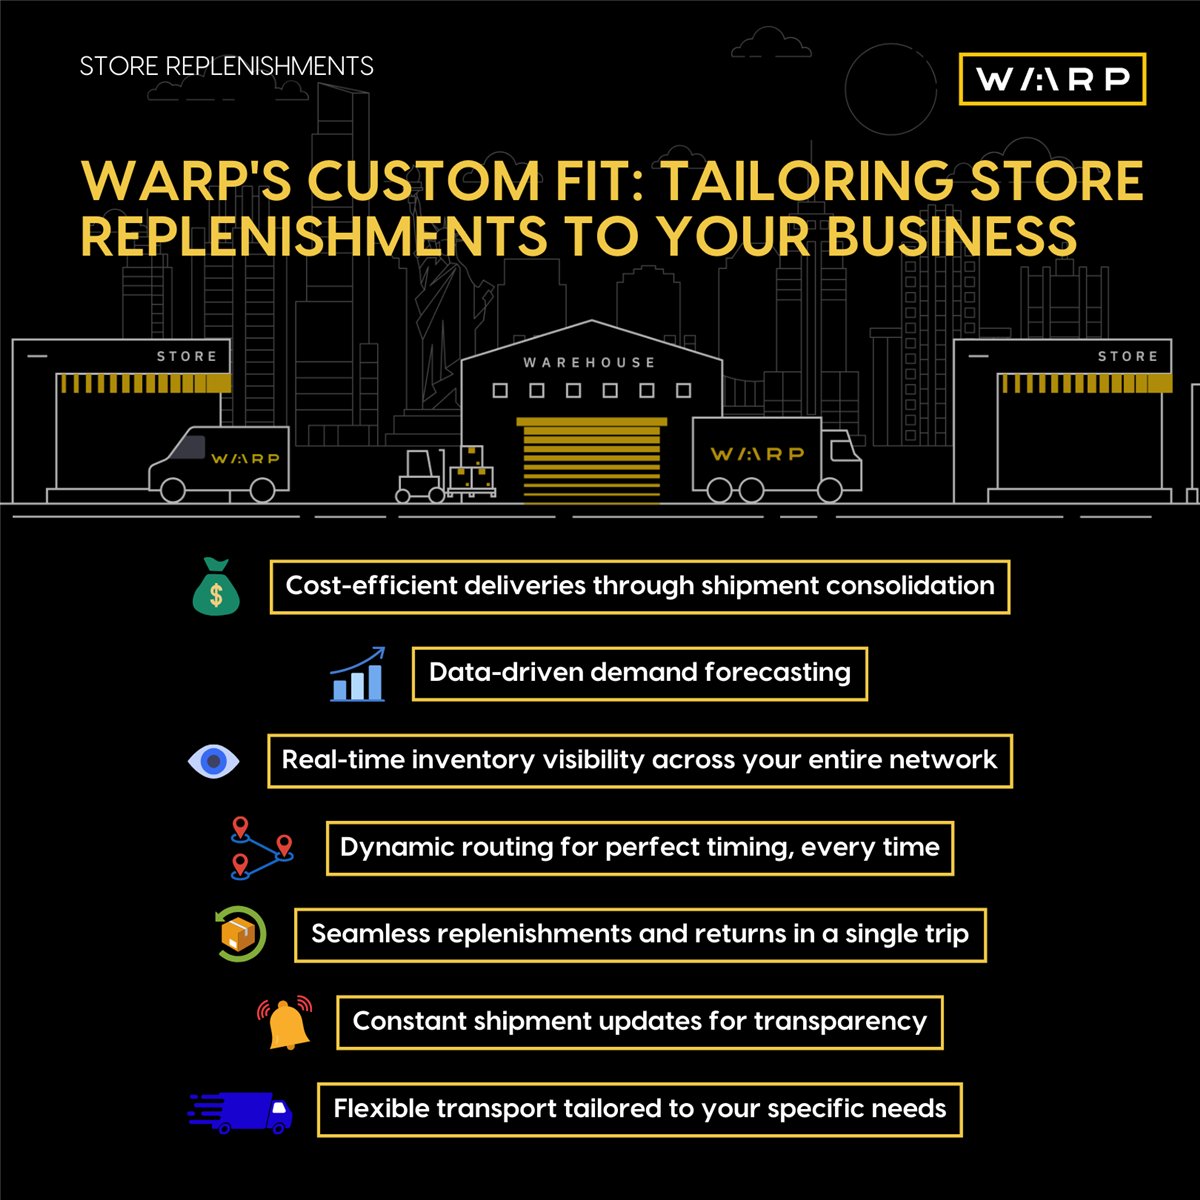 STORE REPLENISHMENTS
WARP
WARP'S CUSTOM FIT: TAILORING STORE
REPLENISHMENTS TO YOUR BUSINESS
STORE
WAREHOUSE
STORE
WARP
WARP
Cost-efficient deliveries through shipment consolidation
$
Data-driven demand forecasting
Real-time inventory visibility across your entire network
Dynamic routing for perfect timing, every time
Seamless replenishments and returns in a single trip
Constant shipment updates for transparency
Flexible transport tailored to your specific needs